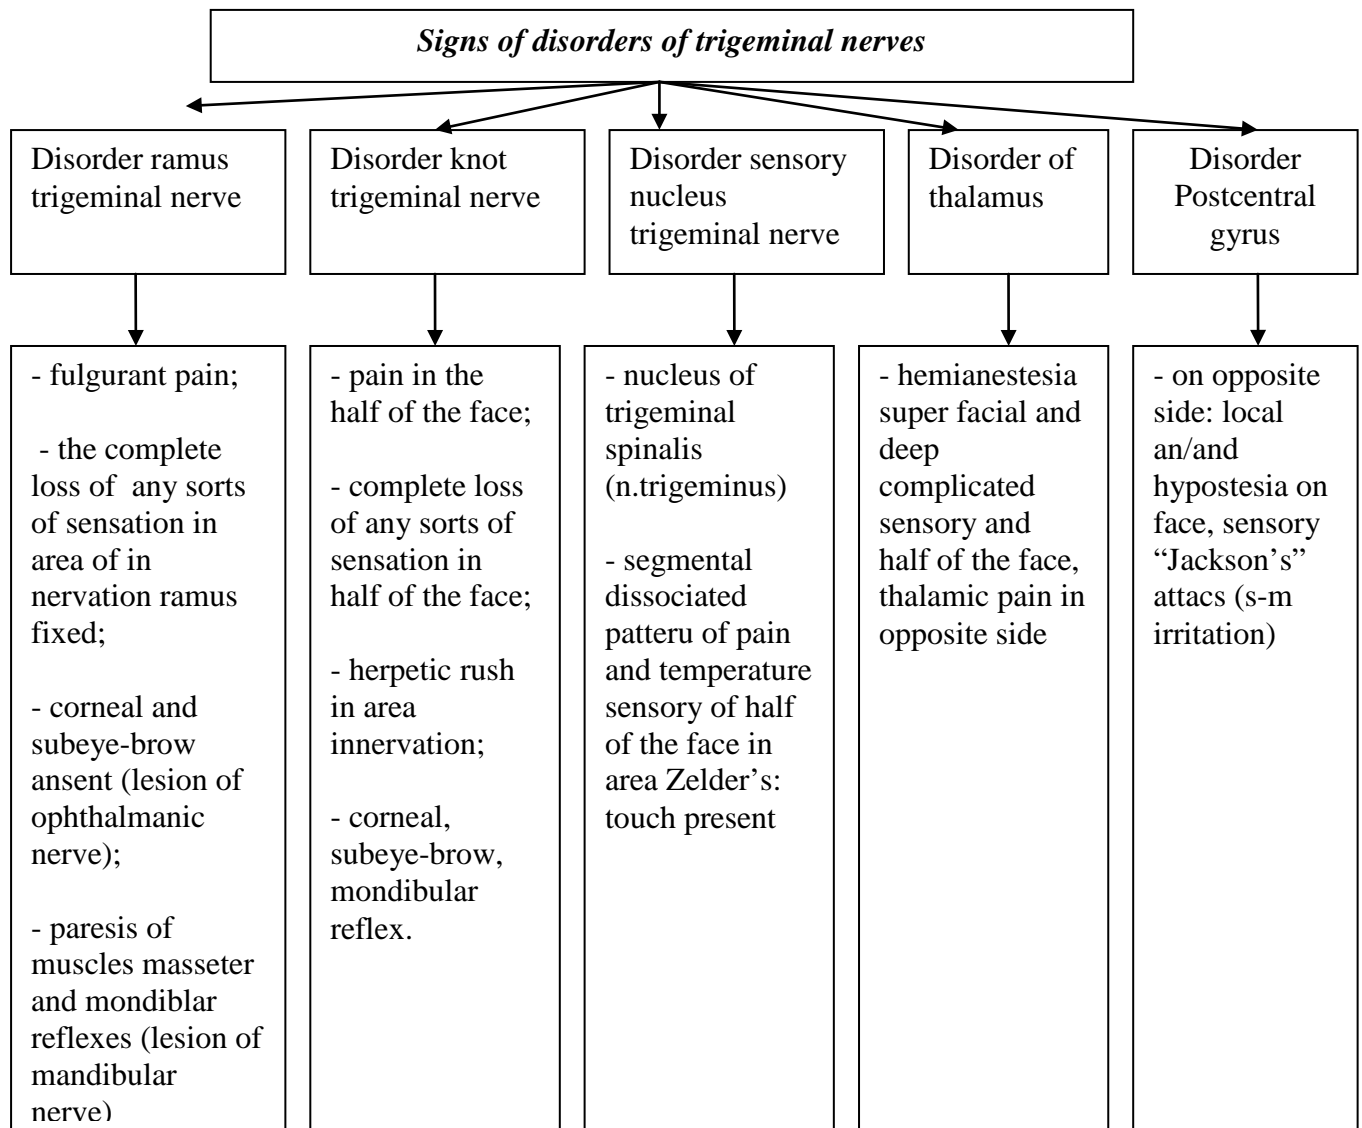 Signs of disorders of trigeminal nerves
Disorder ramus
trigeminal nerve
Disorder knot
trigeminal nerve
Disorder sensory
nucleus
trigeminal nerve
Disorder of
thalamus
Disorder
Postcentral
gyrus
- fulgurant pain;
- the complete
loss of any sorts
of sensation in
area of in
nervation ramus
fixed;
- corneal and
subeye-brow
ansent (lesion of
ophthalmanic
nerve);
- paresis of
muscles masseter
and mondiblar
reflexes (lesion of
mandibular
nerve)
- pain in the
half of the face;
- complete loss
of any sorts of
sensation in
half of the face;
- herpetic rush
in area
innervation;
- corneal,
subeye-brow,
mondibular
reflex.
- nucleus of
trigeminal
spinalis
(n.trigeminus)
- segmental
dissociated
patteru of pain
and temperature
sensory of half
of the face in
area Zelder’s:
touch present
- hemianestesia
super facial and
deep
complicated
sensory and
half of the face,
thalamic pain in
opposite side
- on opposite
side: local
an/and
hypostesia on
face, sensory
“Jackson’s”
attacs (s-m
irritation)